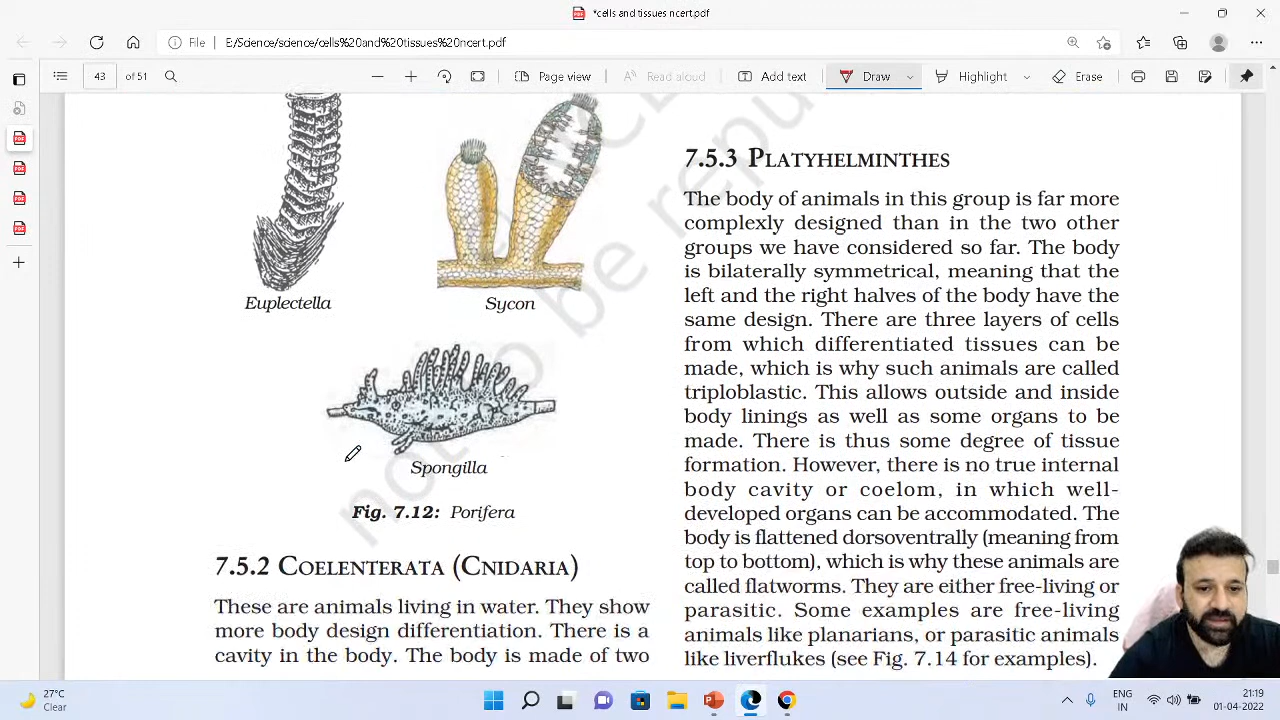 *cells and tissues ncert.pdf
File | E:/Science/science/cells%20and%20tissues%20ncert.pdf
43 of 5
Page view
Read aloud
Add text
Draw
Highlight
Erase
Euplectella
Sycon
Spongilla
Fig. 7.12: Porifera
7.5.2 COELENTERATA (CNIDARIA)
These are animals living in water. They show
more body design differentiation. There is a
cavity in the body. The body is made of two
7.5.3 PLATYHELMINTHES
The body of animals in this group is far more
complexly designed than in the two other
groups we have considered so far. The body
is bilaterally symmetrical, meaning that the
left and the right halves of the body have the
same design. There are three layers of cells
from which differentiated tissues can be
made, which is why such animals are called
triploblastic. This allows outside and inside
body linings as well as some organs to be
made. There is thus some degree of tissue
formation. However, there is no true internal
body cavity or coelom, in which well-
developed organs can be accommodated. The
body is flattened dorsoventrally (meaning from
top to bottom), which is why these animals are
called flatworms. They are either free-living or
parasitic. Some examples are free-living
animals like planarians, or parasitic animals
like liverflukes (see Fig. 7.14 for examples).
not to be repu
27°C
Clear
ENG
IN
21:19
01-04-2022